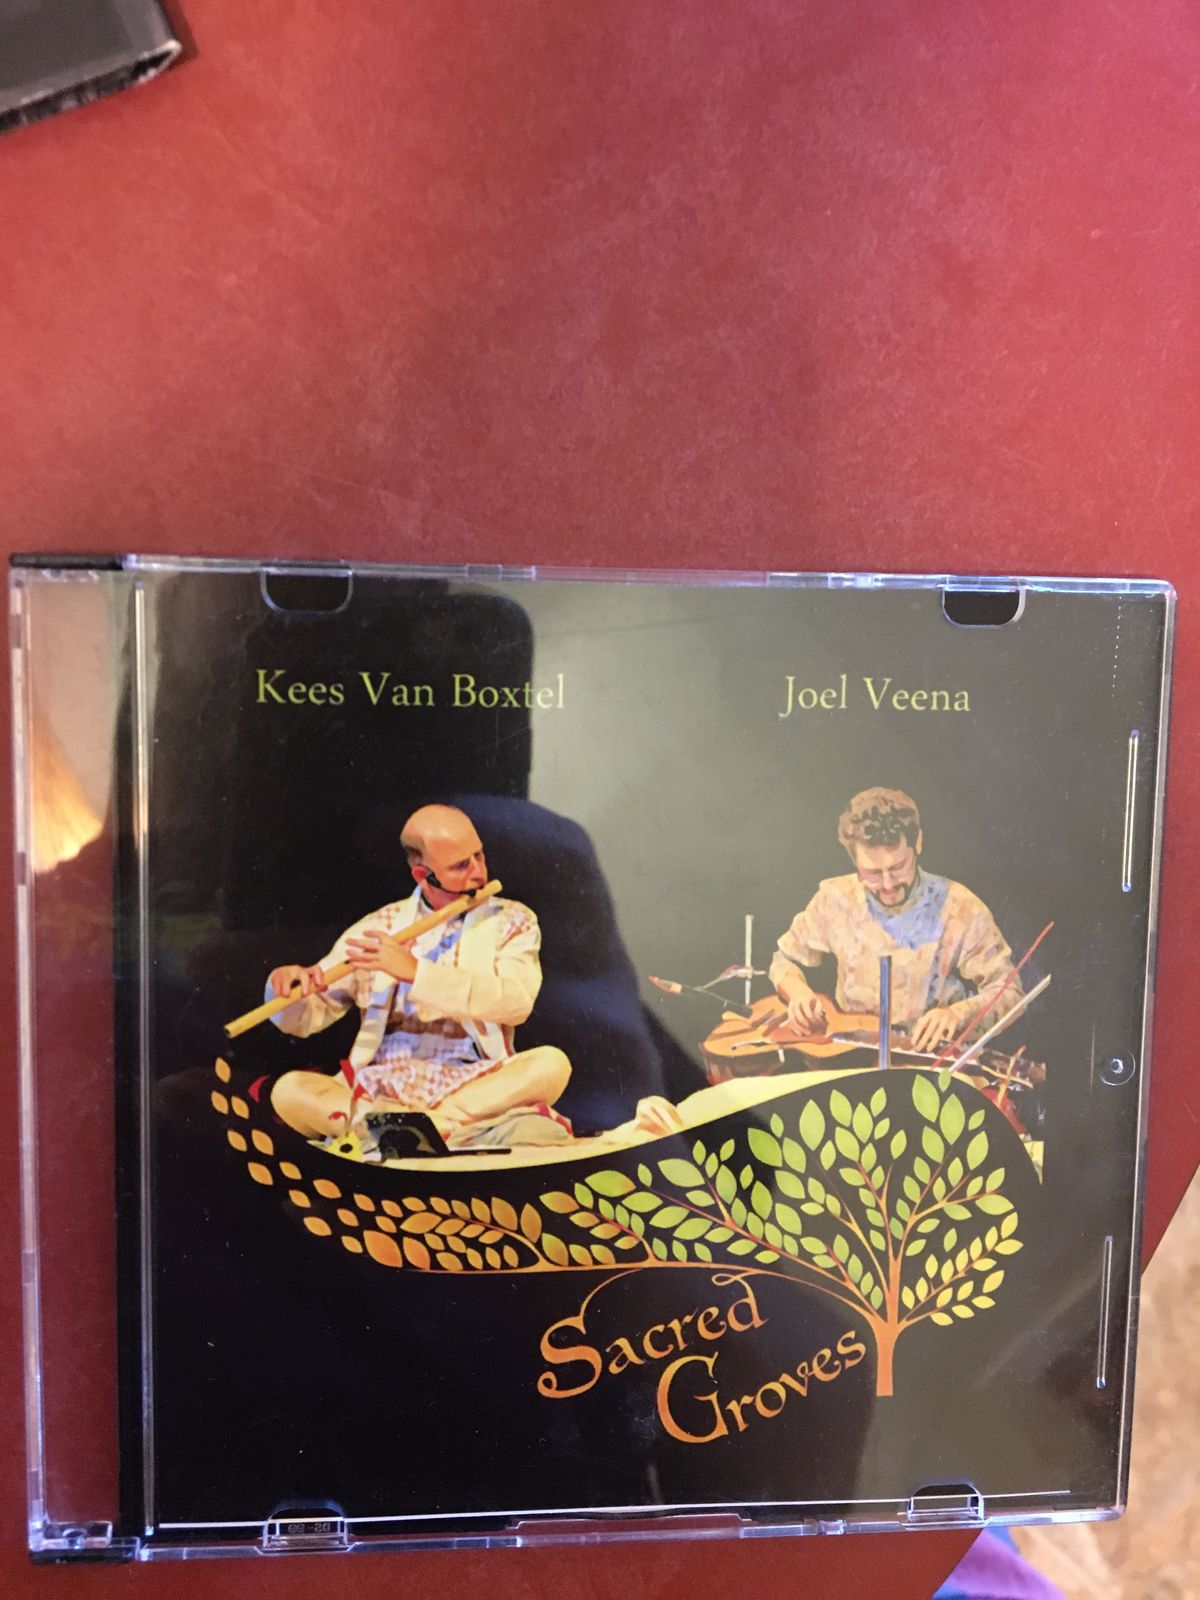 Kees Van Boxtel
Joel Veena
Sacred
Groves